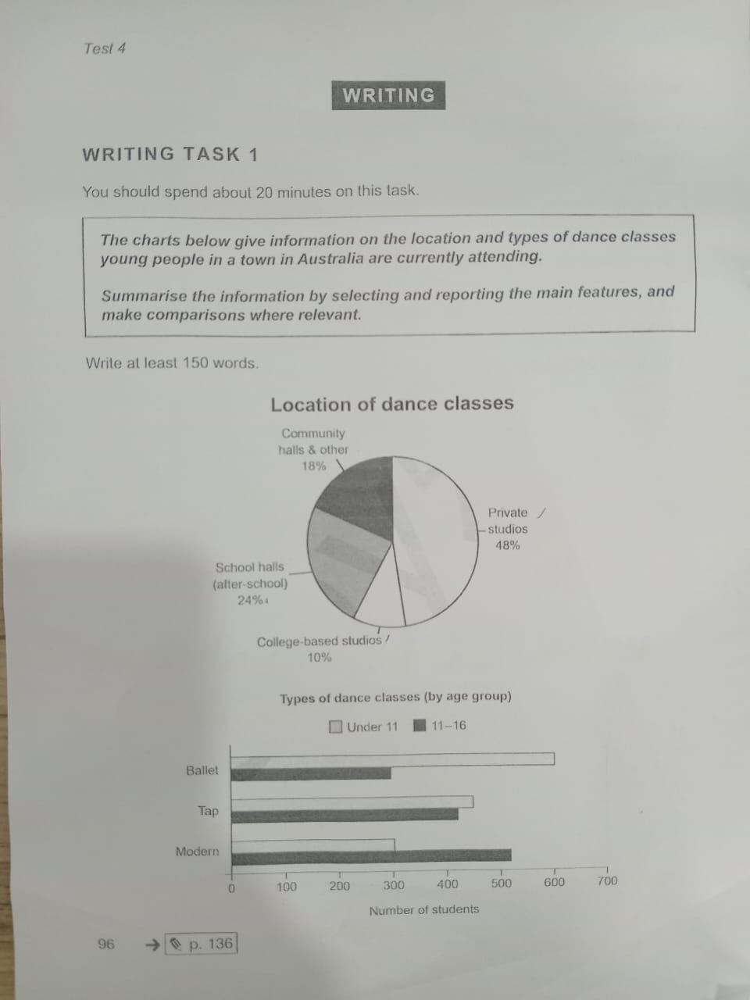 Test 4
WRITING
WRITING TASK 1
You should spend about 20 minutes on this task.
The charts below give information on the location and types of dance classes
young people in a town in Australia are currently attending.
Summarise the information by selecting and reporting the main features, and
make comparisons where relevant.
Write at least 150 words.
Location of dance classes
Community
halls & other
18%
Private
studios
48%
School halls
(after-school)
24%
College-based studios
10%
Types of dance classes (by age group)
Under 11 11–16
Ballet
Tap
Modern
0 100 200 300 400 500 600 700
Number of students
96 → p. 136